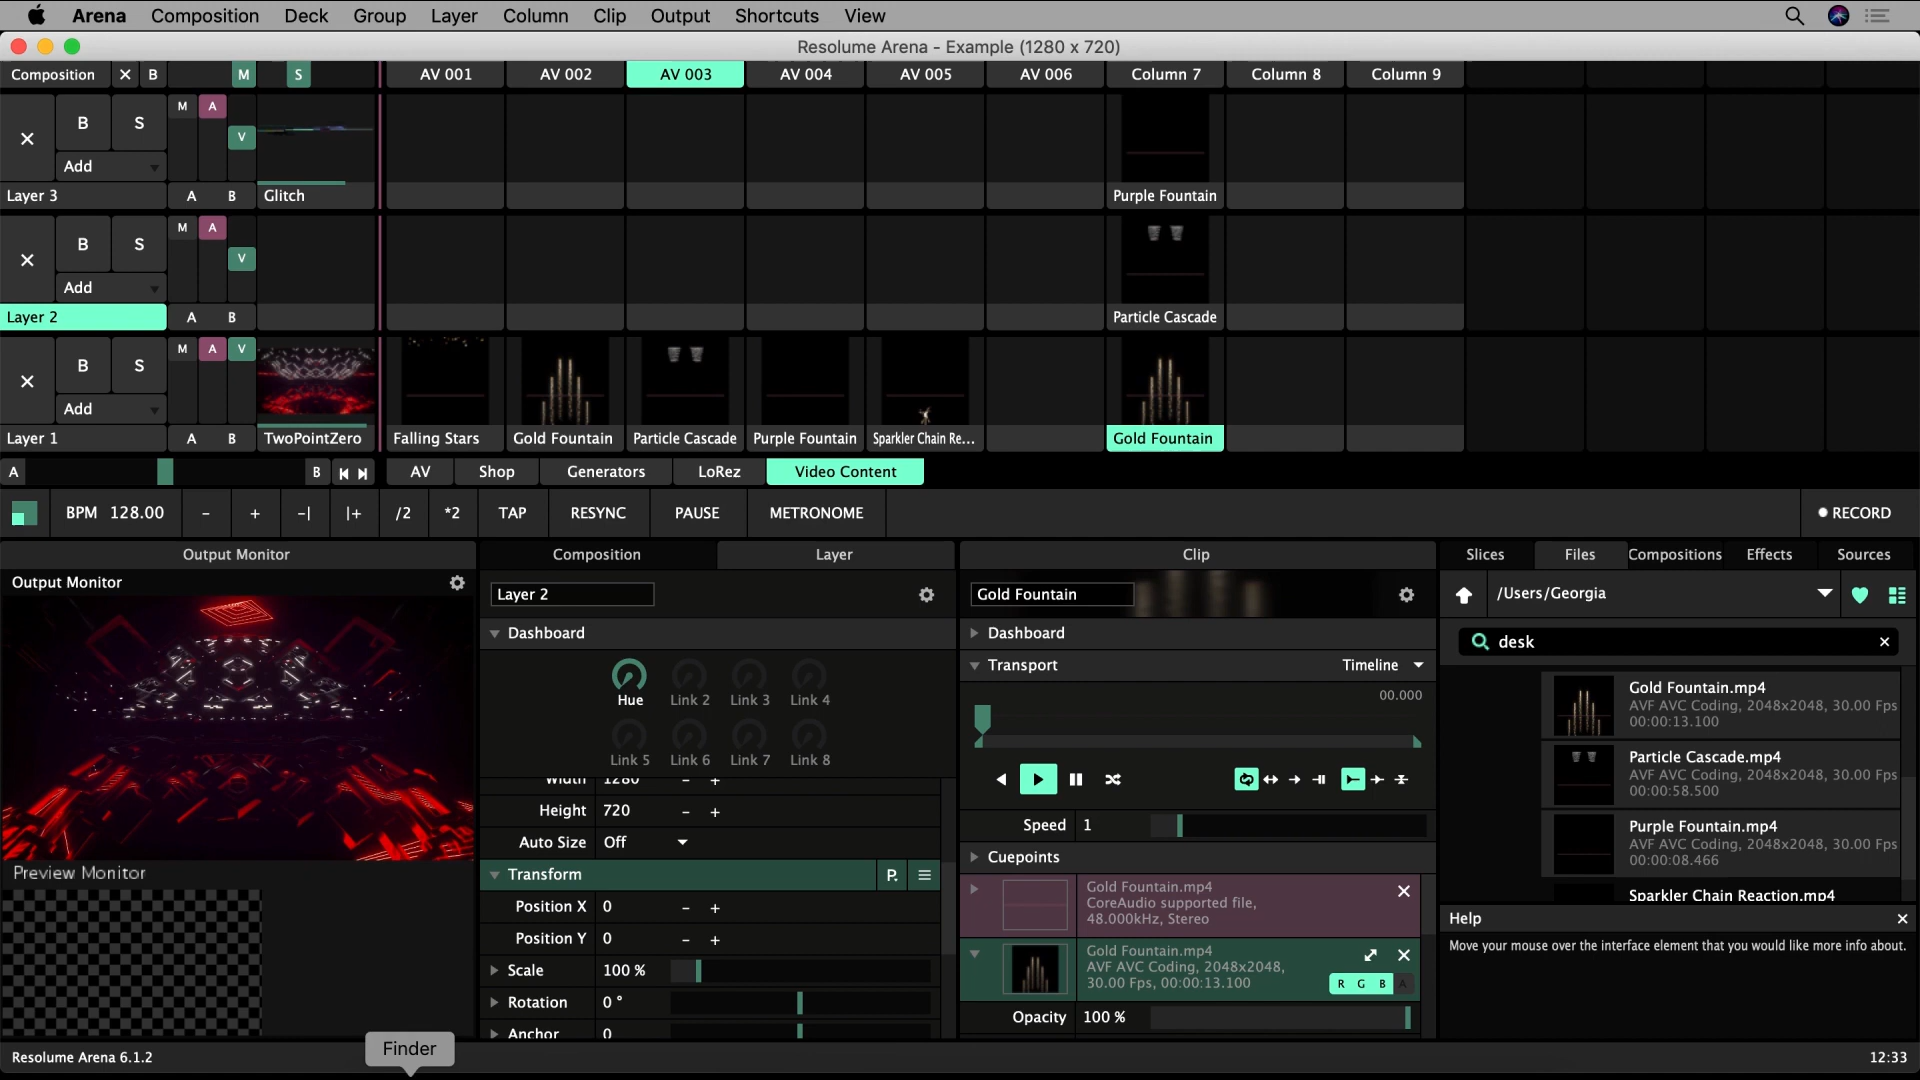 Arena Composition Deck Group Layer Column Clip Output Shortcuts View
Resolume Arena - Example (1280 x 720)
Composition × B M S AV 001 AV 002 AV 003 AV 004 AV 005 AV 006 Column 7 Column 8 Column 9
M A
B S
V
Add
Layer 3 A B Glitch Purple Fountain
M A
B S
V
Add
Layer 2 A B Particle Cascade
M A V
B S
Add
Layer 1 A B TwoPointZero Falling Stars Gold Fountain Particle Cascade Purple Fountain Sparkler Chain Re... Gold Fountain
A B AV Shop Generators LoRez Video Content
BPM 128.00 - + -| |+ /2 *2 TAP RESYNC PAUSE METRONOME RECORD
Output Monitor
Output Monitor
Preview Monitor
Composition Layer
Layer 2
Dashboard
Hue Link 2 Link 3 Link 4
Link 5 Link 6 Link 7 Link 8
Width 1280 - +
Height 720 - +
Auto Size Off
Transform P.
Position X 0 - +
Position Y 0 - +
Scale 100 %
Rotation 0 °
Anchor 0
Clip
Gold Fountain
Dashboard
Transport Timeline
00.000
Speed 1
Cuepoints
Gold Fountain.mp4
CoreAudio supported file,
48.000kHz, Stereo
Gold Fountain.mp4
AVF AVC Coding, 2048x2048,
30.00 Fps, 00:00:13.100
R G B A
Opacity 100 %
Slices Files Compositions Effects Sources
/Users/Georgia
desk
Gold Fountain.mp4
AVF AVC Coding, 2048x2048, 30.00 Fps
00:00:13.100
Particle Cascade.mp4
AVF AVC Coding, 2048x2048, 30.00 Fps
00:00:58.500
Purple Fountain.mp4
AVF AVC Coding, 2048x2048, 30.00 Fps
00:00:08.466
Sparkler Chain Reaction.mp4
Help
Move your mouse over the interface element that you would like more info about.
Resolume Arena 6.1.2
Finder
12:33